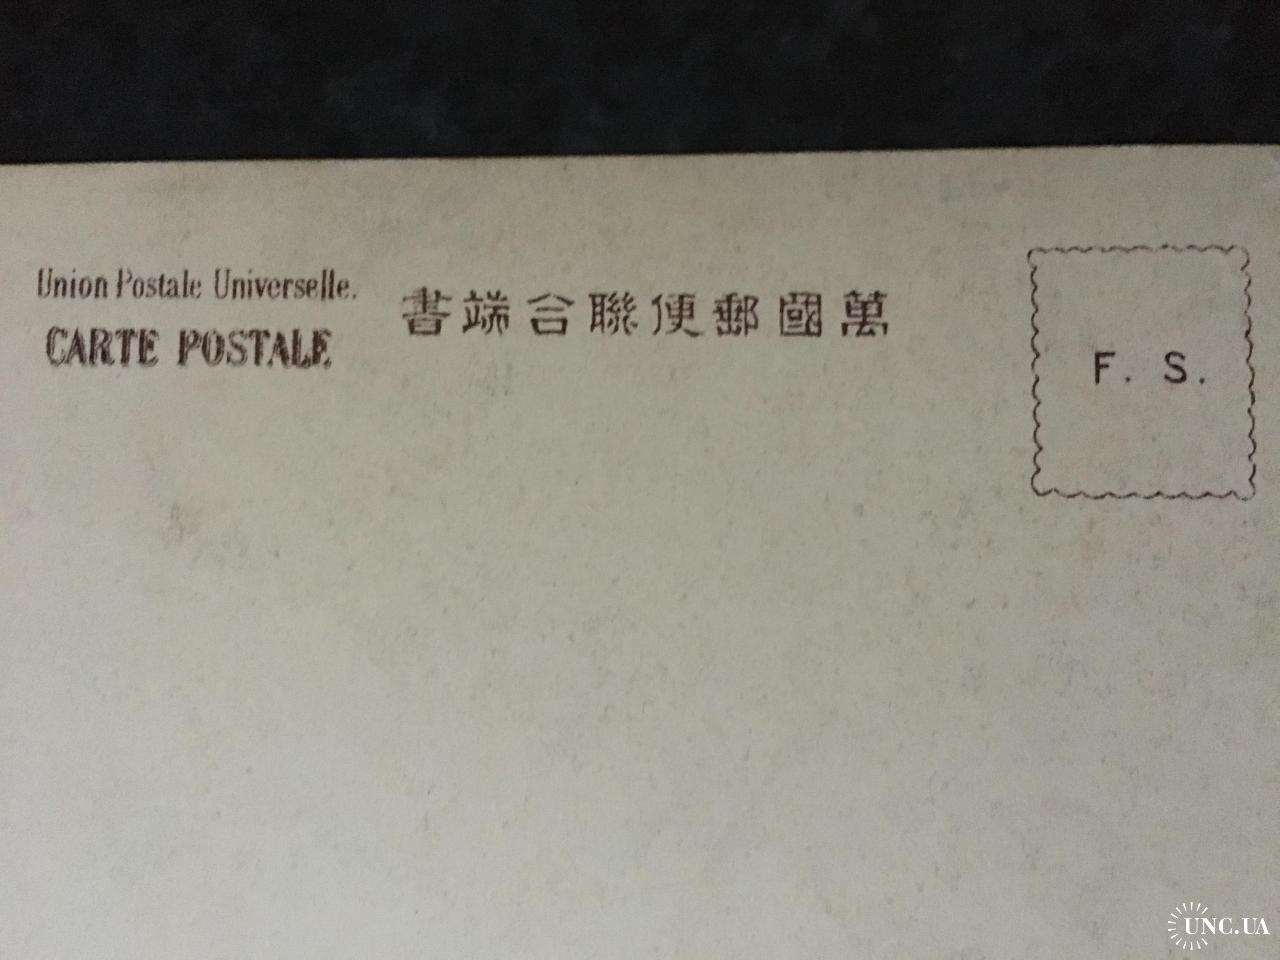 Union Postale Universelle.
CARTE POSTALE
書端合聯便郵國萬
F. S.
UNC.UA